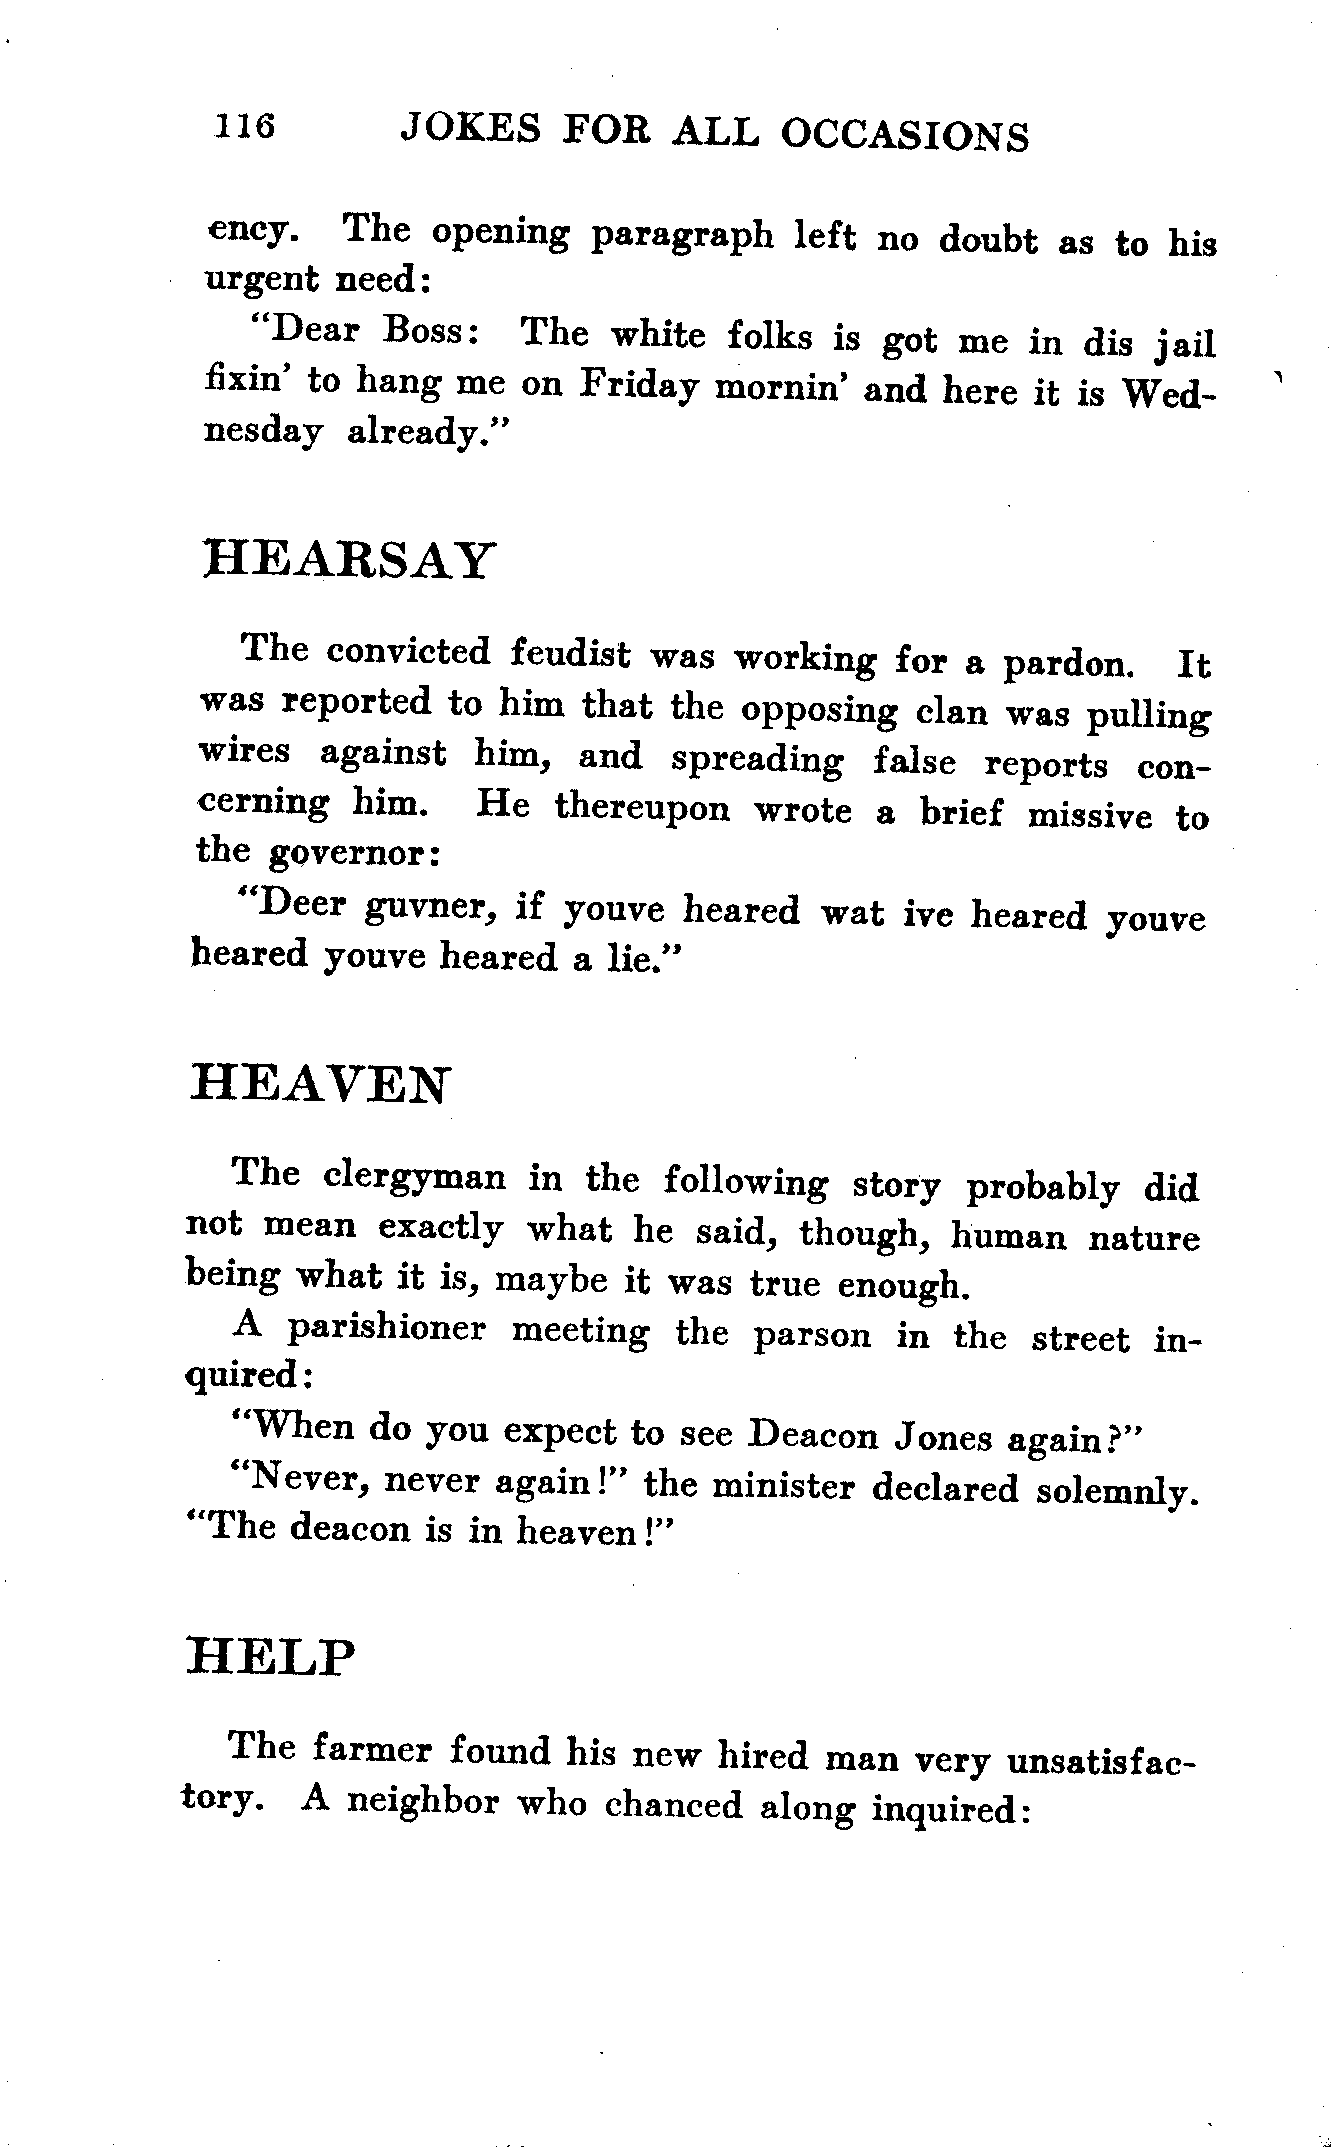 116 JOKES FOR ALL OCCASIONS
ency. The opening paragraph left no doubt as to his
urgent need:
"Dear Boss: The white folks is got me in dis jail
fixin' to hang me on Friday mornin' and here it is Wed-
nesday already."
HEARSAY
The convicted feudist was working for a pardon. It
was reported to him that the opposing clan was pulling
wires against him, and spreading false reports con-
cerning him. He thereupon wrote a brief missive to
the governor:
"Deer guvner, if youve heared wat ive heared youve
heared youve heared a lie."
HEAVEN
The clergyman in the following story probably did
not mean exactly what he said, though, human nature
being what it is, maybe it was true enough.
A parishioner meeting the parson in the street in-
quired:
"When do you expect to see Deacon Jones again?"
"Never, never again!" the minister declared solemnly.
"The deacon is in heaven!"
HELP
The farmer found his new hired man very unsatisfac-
tory. A neighbor who chanced along inquired: